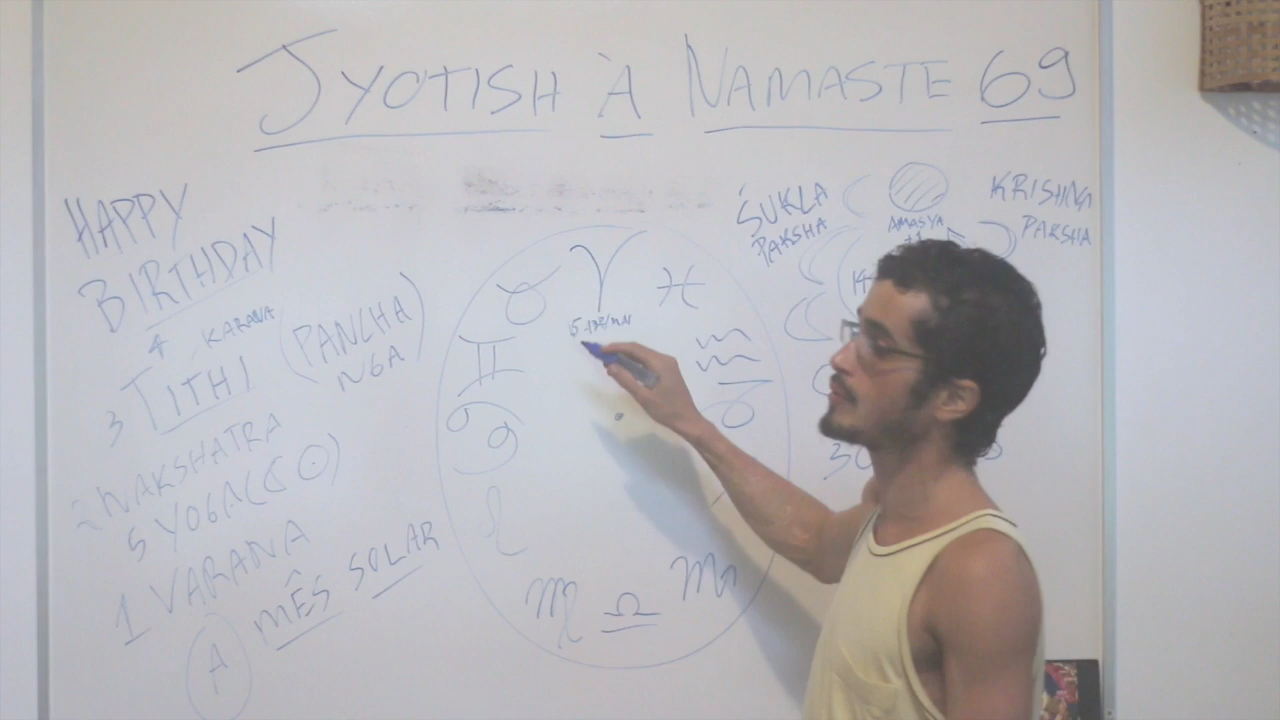 JYOTISH À NAMASTE 69
HAPPY
BIRTHDAY
4 KARANA
3 TITHI (PANCHA
NGA)
2 NAKSHATRA
5 YOGA
1 VARANA
A MÊS SOLAR
♈
♉
♓
♊
♒
♋
♑
♌
♍
♎
♏
ŚUKLA
PAKSHA
AMASYA
KRISHNA
PAKSHA